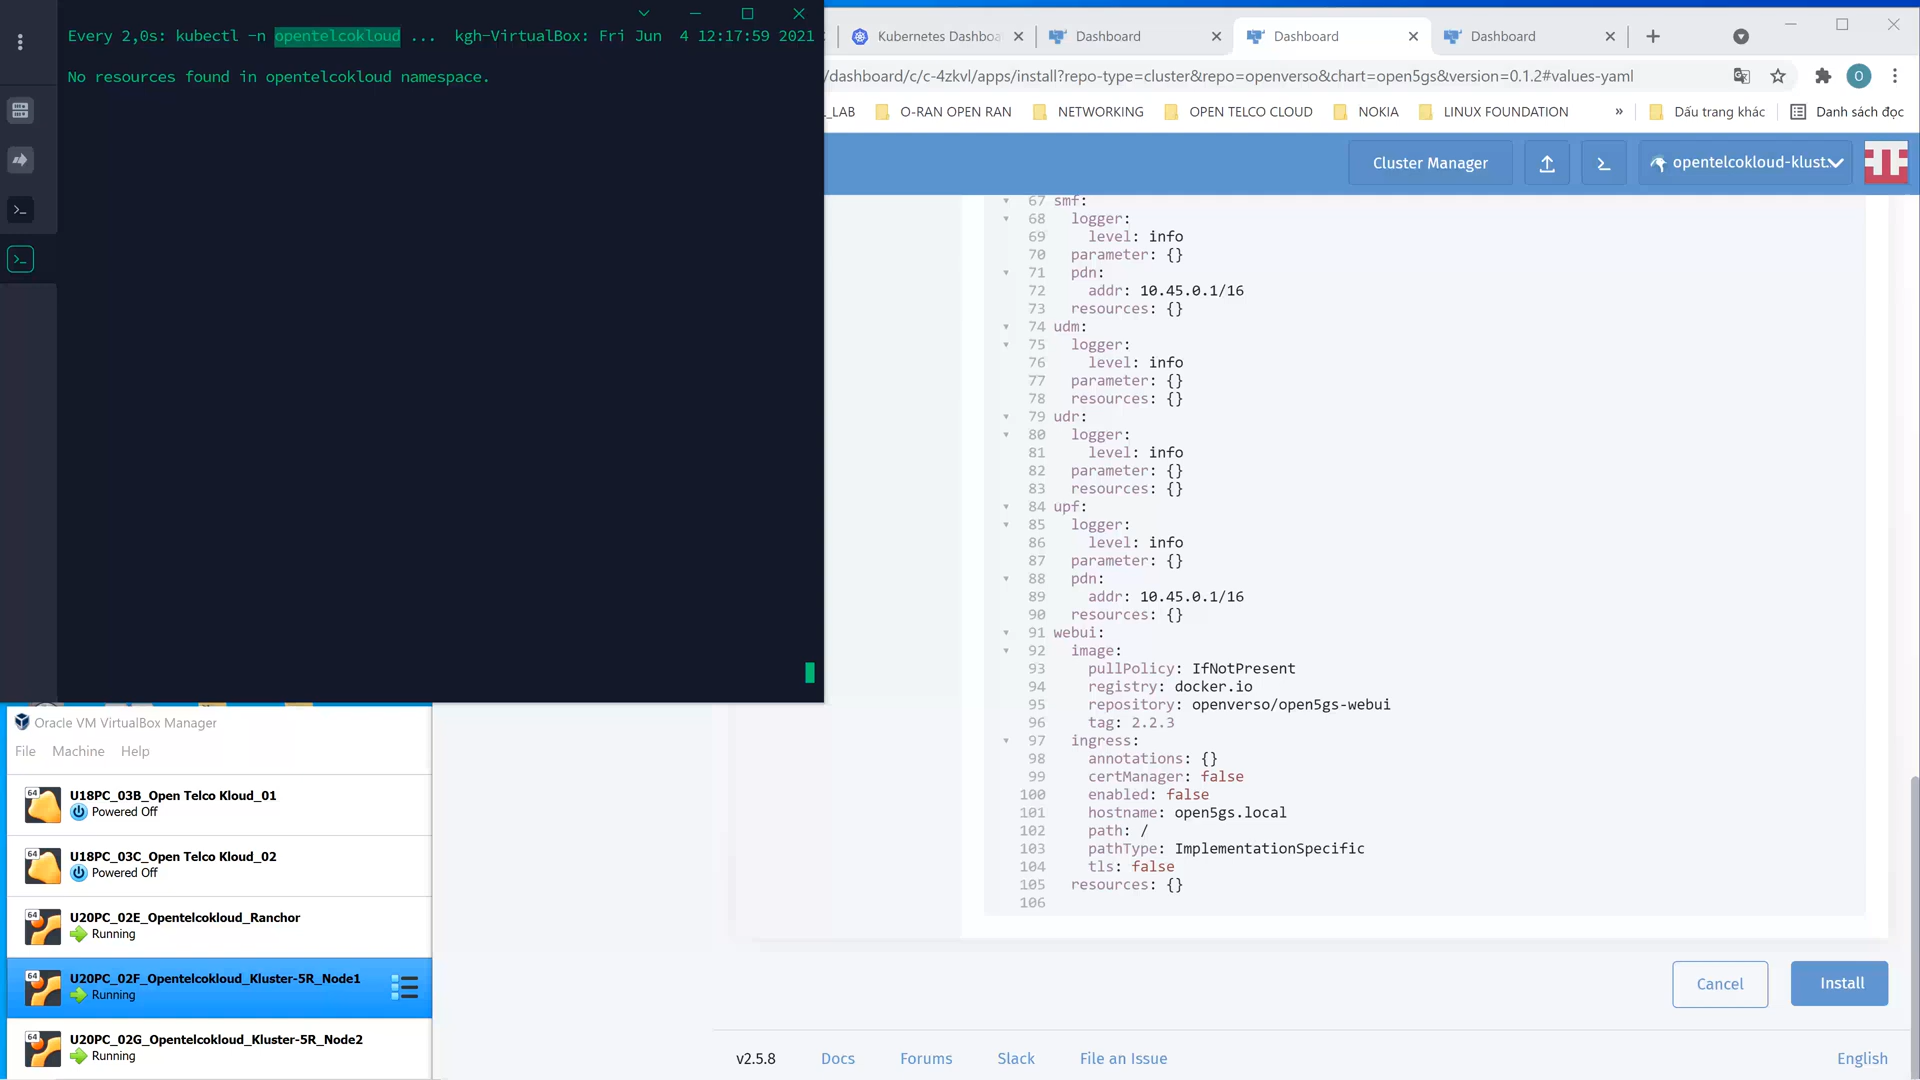 Every 2,0s: kubectl -n opentelcokloud ...  kgh-VirtualBox: Fri Jun  4 12:17:59 2021
No resources found in opentelcokloud namespace.
Kubernetes Dashboa
Dashboard
Dashboard
Dashboard
/dashboard/c/c-4zkvl/apps/install?repo-type=cluster&repo=openverso&chart=open5gs&version=0.1.2#values-yaml
O
_LAB
O-RAN OPEN RAN
NETWORKING
OPEN TELCO CLOUD
NOKIA
LINUX FOUNDATION
»
Dấu trang khác
Danh sách đọc
Cluster Manager
opentelcokloud-klust
67 smf:
68 logger:
69 level: info
70 parameter: {}
71 pdn:
72 addr: 10.45.0.1/16
73 resources: {}
74 udm:
75 logger:
76 level: info
77 parameter: {}
78 resources: {}
79 udr:
80 logger:
81 level: info
82 parameter: {}
83 resources: {}
84 upf:
85 logger:
86 level: info
87 parameter: {}
88 pdn:
89 addr: 10.45.0.1/16
90 resources: {}
91 webui:
92 image:
93 pullPolicy: IfNotPresent
94 registry: docker.io
95 repository: openverso/open5gs-webui
96 tag: 2.2.3
97 ingress:
98 annotations: {}
99 certManager: false
100 enabled: false
101 hostname: open5gs.local
102 path: /
103 pathType: ImplementationSpecific
104 tls: false
105 resources: {}
106
Cancel
Install
v2.5.8
Docs
Forums
Slack
File an Issue
English
Oracle VM VirtualBox Manager
File
Machine
Help
64
U18PC_03B_Open Telco Kloud_01
Powered Off
64
U18PC_03C_Open Telco Kloud_02
Powered Off
64
U20PC_02E_Opentelcokloud_Ranchor
Running
64
U20PC_02F_Opentelcokloud_Kluster-5R_Node1
Running
64
U20PC_02G_Opentelcokloud_Kluster-5R_Node2
Running